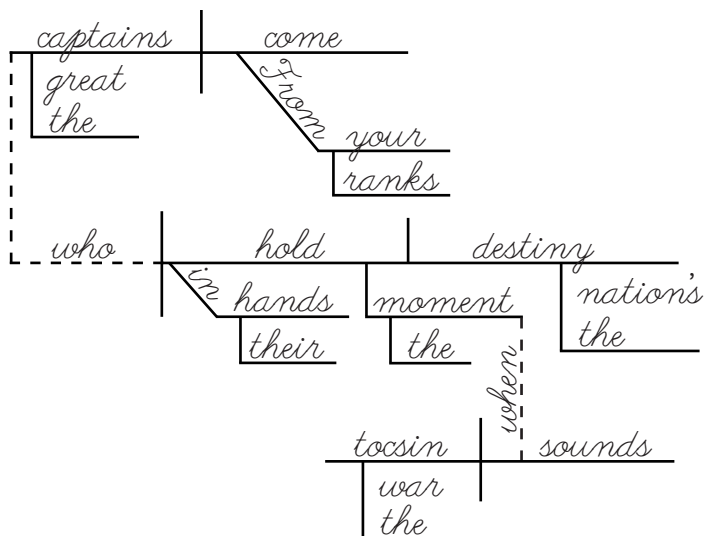 captains come
great
the
From
your
ranks
who hold destiny
in
hands moment nation's
their the the
when
tocsin sounds
war
the